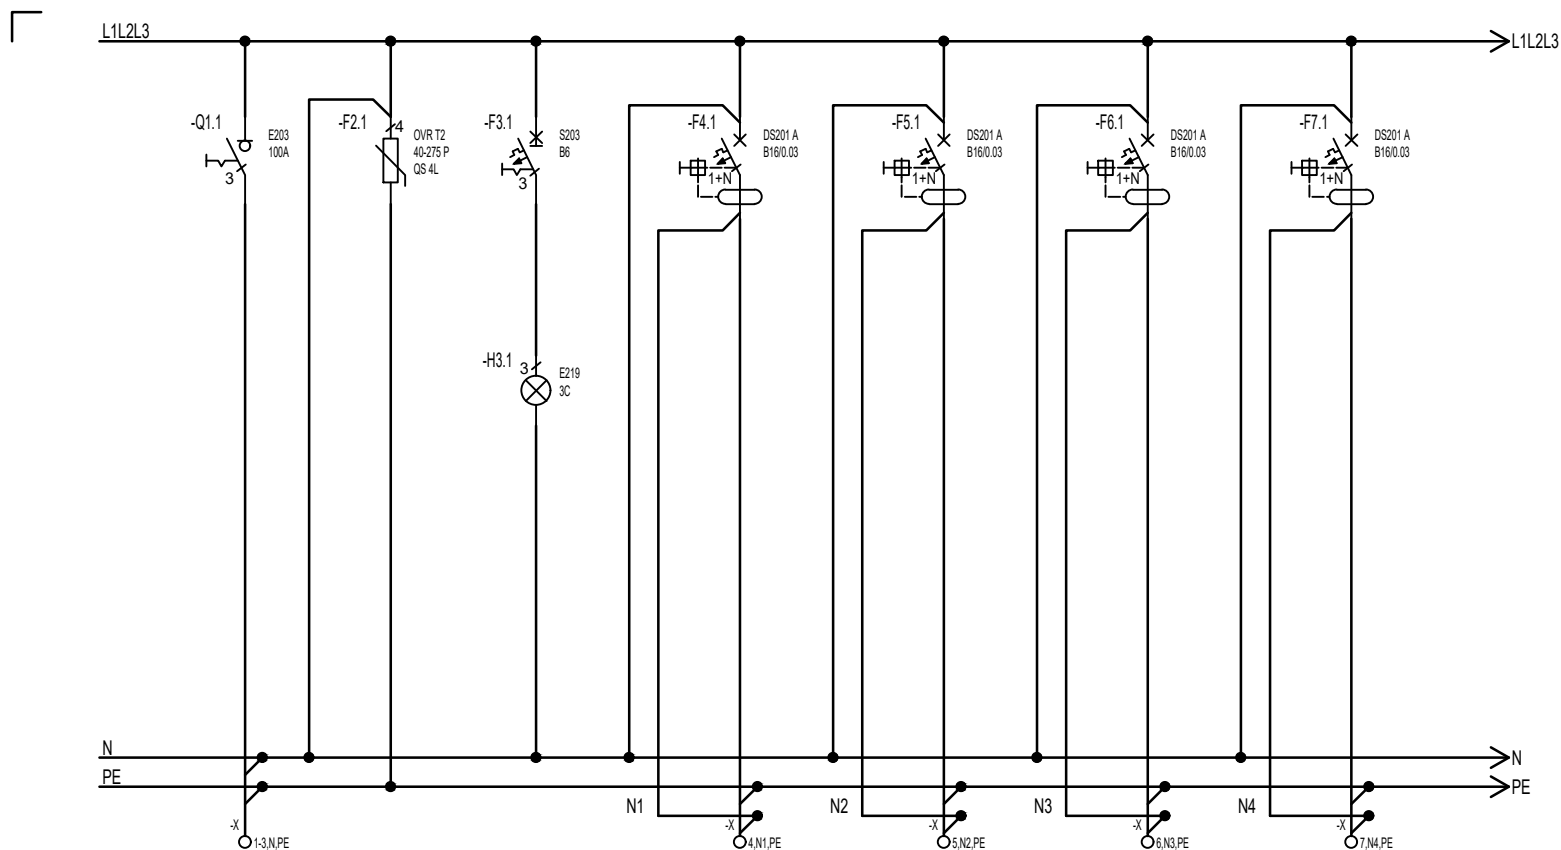 L1L2L3
L1L2L3
-Q1.1
E203
100A
3
-F2.1
4
OVR T2
40-275 P
QS 4L
-F3.1
S203
B6
3
-F4.1
DS201 A
B16/0.03
1+N
-F5.1
DS201 A
B16/0.03
1+N
-F6.1
DS201 A
B16/0.03
1+N
-F7.1
DS201 A
B16/0.03
1+N
-H3.1
3
E219
3C
N
N
PE
PE
N1
N2
N3
N4
-X
1-3,N,PE
-X
4,N1,PE
-X
5,N2,PE
-X
6,N3,PE
-X
7,N4,PE